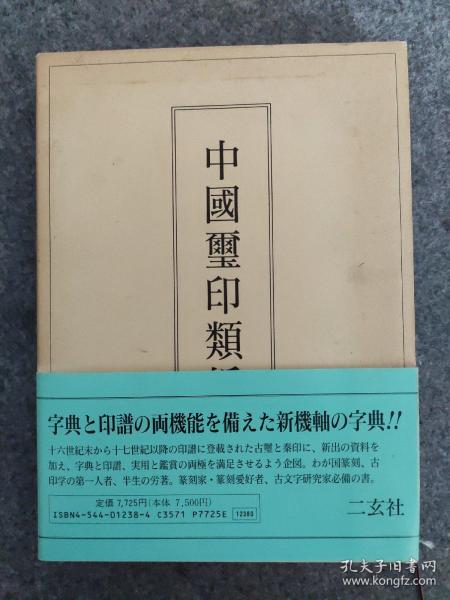 中國璽印類
字典と印譜の両機能を備えた新機軸の字典!!
十六世紀末から十七世紀以降の印譜に登載された古璽と秦印に、新出の資料を
加え、字典と印譜、実用と鑑賞の両極を満足させるよう企図。わが国篆刻、古
印学の第一人者、半生の労著。篆刻家・篆刻愛好者、古文字研究家必備の書。
定価 7,725円(本体 7,500円)
ISBN4-544-01238-4 C3571 P7725E
12380
二玄社
孔夫子旧书网
www.kongfz.com